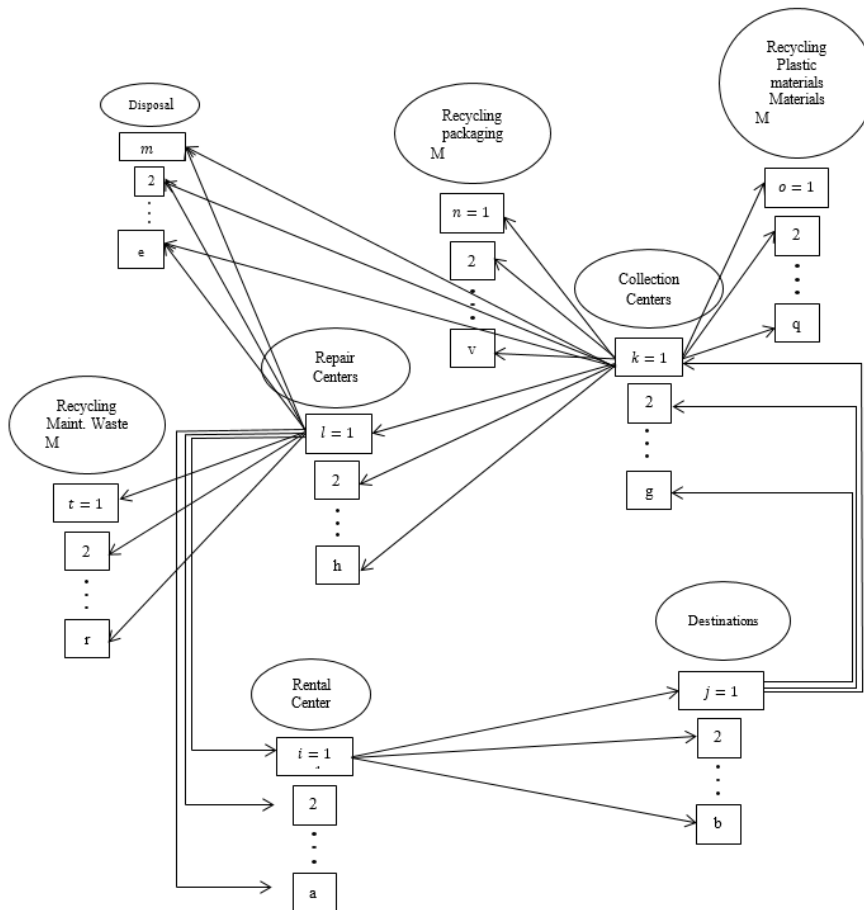 Recycling
Plastic
materials
Materials
M
o = 1
2
q
Recycling
packaging
M
n = 1
2
v
Disposal
m
2
e
Collection
Centers
k = 1
2
g
Repair
Centers
l = 1
2
h
Recycling
Maint. Waste
M
t = 1
2
r
Destinations
j = 1
2
b
Rental
Center
i = 1
2
a